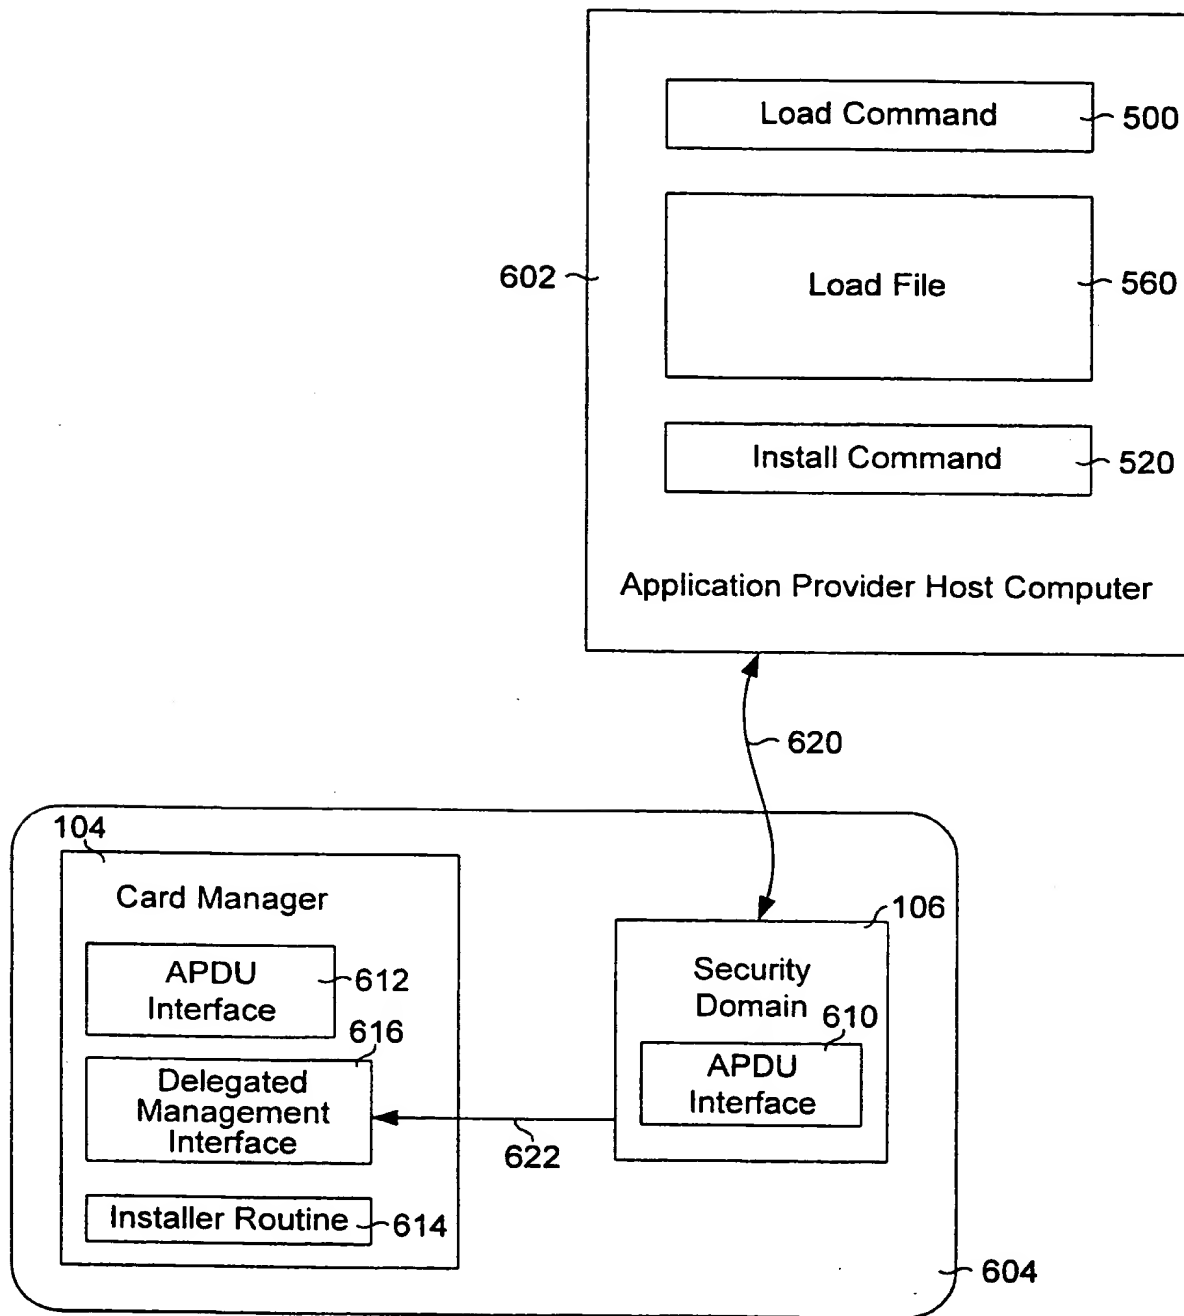 Load Command
500
Load File
560
602
Install Command
520
Application Provider Host Computer
620
104
Card Manager
APDU
Interface
612
616
Delegated
Management
Interface
622
Installer Routine
614
106
Security
Domain
610
APDU
Interface
604